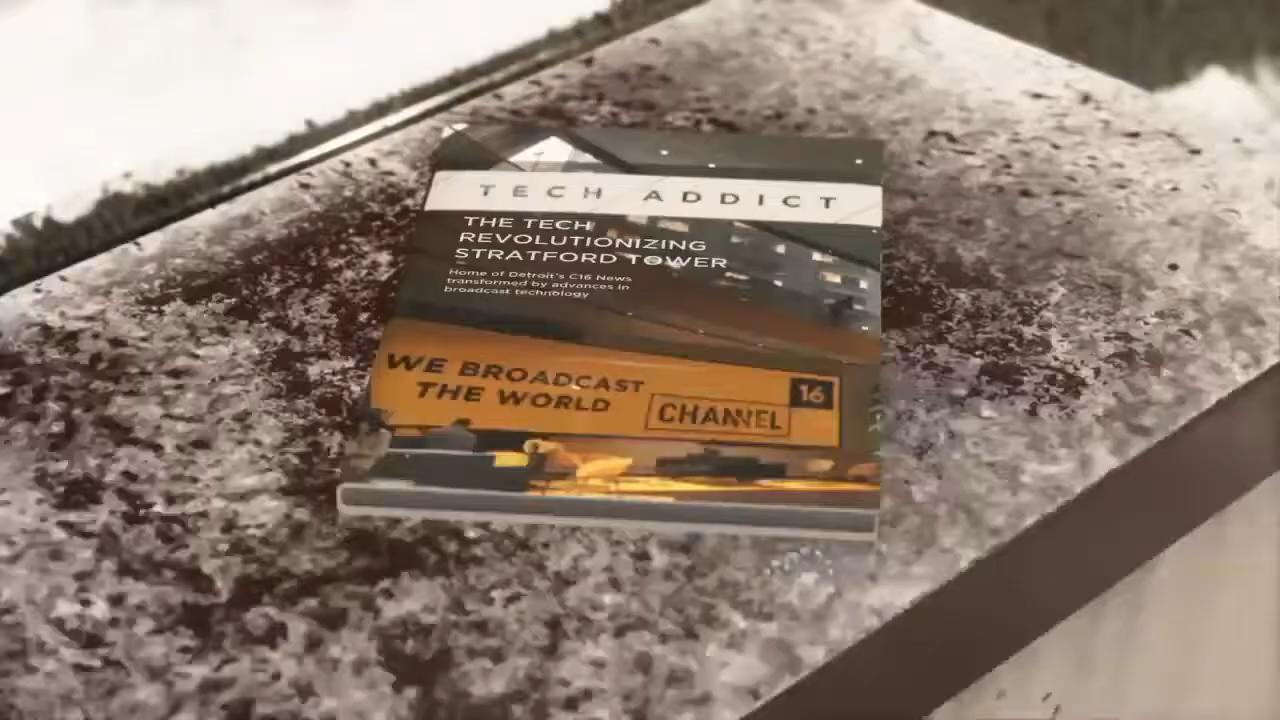 TECH ADDICT
THE TECH
REVOLUTIONIZING
STRATFORD TOWER
Home of Detroit's C16 News
transformed by advances in
broadcast technology
WE BROADCAST
THE WORLD
CHANNEL
16